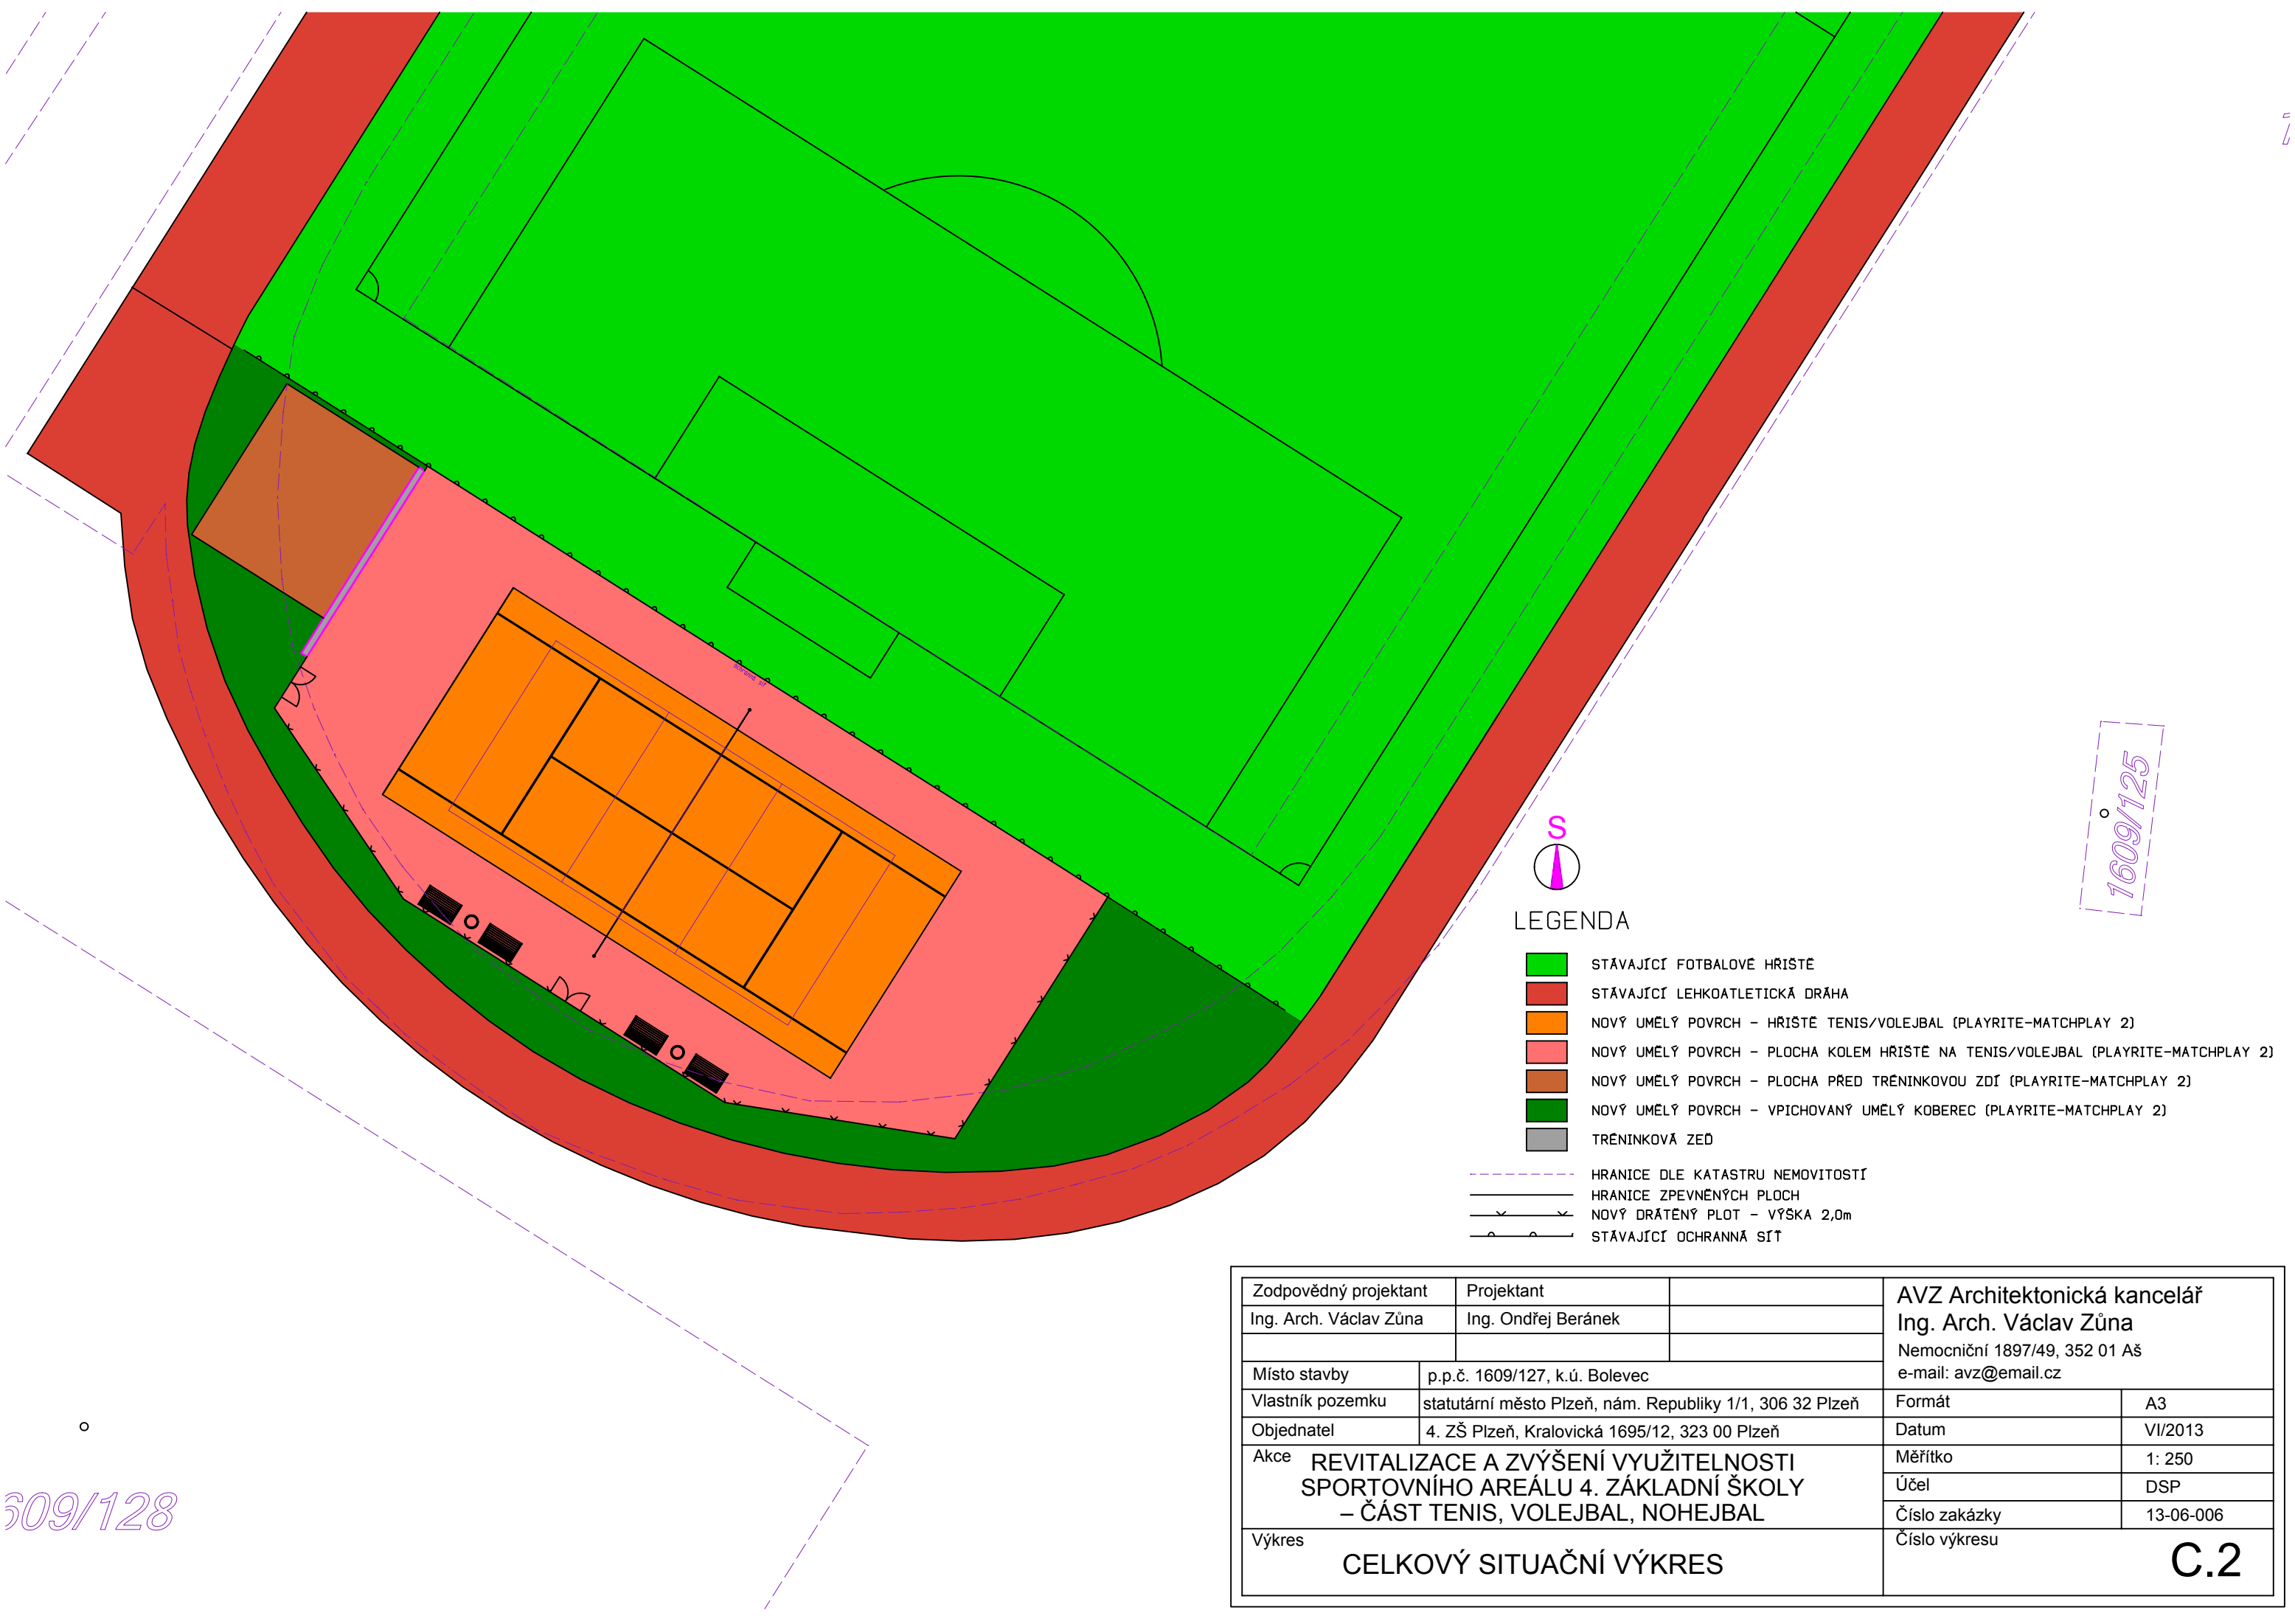 ochranná síť
1609/125
S
LEGENDA
STÁVAJÍCÍ FOTBALOVÉ HŘIŠTĚ
STÁVAJÍCÍ LEHKOATLETICKÁ DRÁHA
NOVÝ UMĚLÝ POVRCH - HŘIŠTĚ TENIS/VOLEJBAL (PLAYRITE-MATCHPLAY 2)
NOVÝ UMĚLÝ POVRCH - PLOCHA KOLEM HŘIŠTĚ NA TENIS/VOLEJBAL (PLAYRITE-MATCHPLAY 2)
NOVÝ UMĚLÝ POVRCH - PLOCHA PŘED TRÉNINKOVOU ZDÍ (PLAYRITE-MATCHPLAY 2)
NOVÝ UMĚLÝ POVRCH - VPICHOVANÝ UMĚLÝ KOBEREC (PLAYRITE-MATCHPLAY 2)
TRÉNINKOVÁ ZEĎ
HRANICE DLE KATASTRU NEMOVITOSTÍ
HRANICE ZPEVNĚNÝCH PLOCH
NOVÝ DRÁTĚNÝ PLOT - VÝŠKA 2,0m
STÁVAJÍCÍ OCHRANNÁ SÍŤ
609/128
Zodpovědný projektant
Projektant
Ing. Arch. Václav Zůna
Ing. Ondřej Beránek
AVZ Architektonická kancelář
Ing. Arch. Václav Zůna
Nemocniční 1897/49, 352 01 Aš
e-mail: avz@email.cz
Místo stavby
p.p.č. 1609/127, k.ú. Bolevec
Vlastník pozemku
statutární město Plzeň, nám. Republiky 1/1, 306 32 Plzeň
Objednatel
4. ZŠ Plzeň, Kralovická 1695/12, 323 00 Plzeň
Akce
REVITALIZACE A ZVÝŠENÍ VYUŽITELNOSTI
SPORTOVNÍHO AREÁLU 4. ZÁKLADNÍ ŠKOLY
– ČÁST TENIS, VOLEJBAL, NOHEJBAL
Výkres
CELKOVÝ SITUAČNÍ VÝKRES
Formát
A3
Datum
VI/2013
Měřítko
1: 250
Účel
DSP
Číslo zakázky
13-06-006
Číslo výkresu
C.2